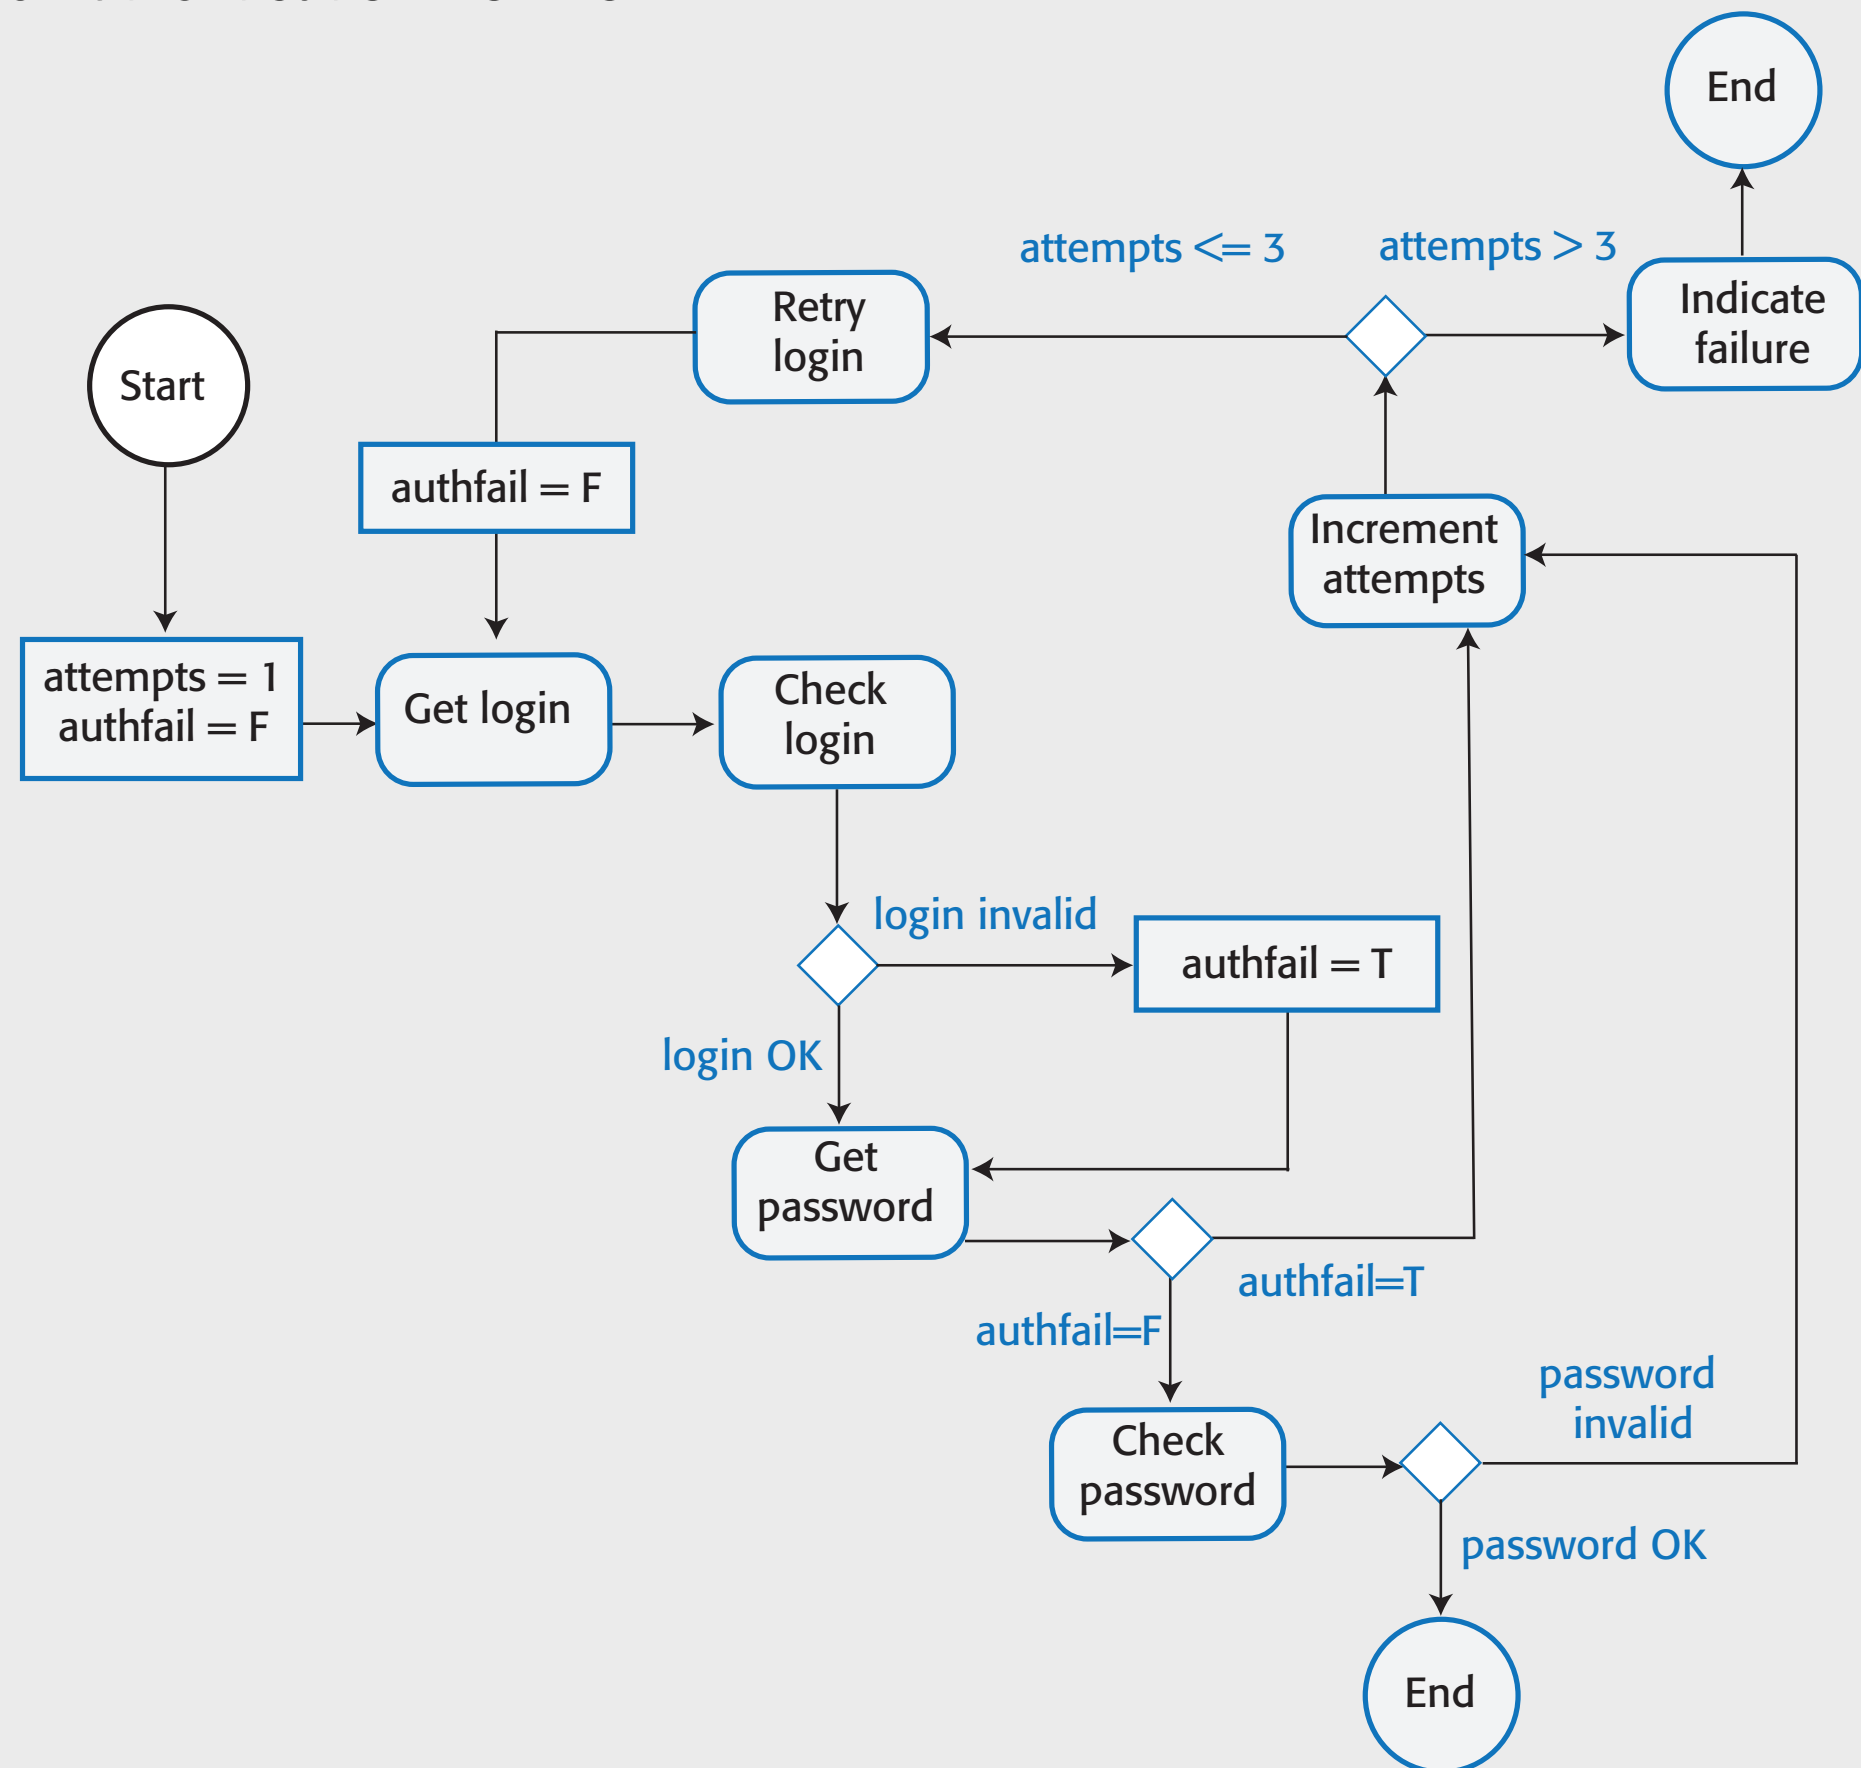 End
attempts <= 3
attempts > 3
Retry
login
Indicate
failure
Start
authfail = F
Increment
attempts
attempts = 1
authfail = F
Get login
Check
login
login invalid
authfail = T
login OK
Get
password
authfail=T
authfail=F
password
invalid
Check
password
password OK
End